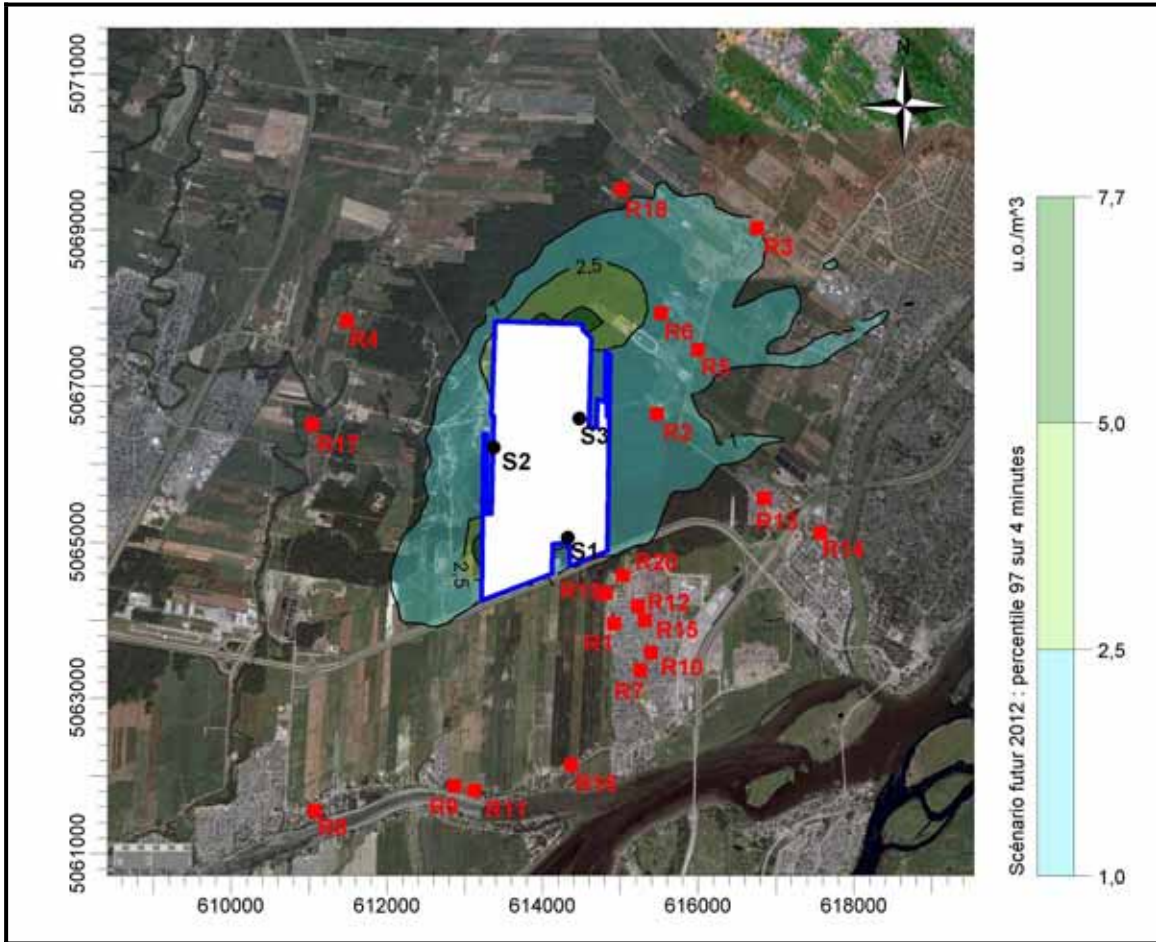 N
5071000
5069000
5067000
5065000
5063000
5061000
610000
612000
614000
616000
618000
R18
R3
2,5
R6
R5
R4
R2
R17
S3
S2
S1
R13
R14
2,5
R20
R12
R15
R1
R10
R7
R16
R9
R11
R8
7,7
5,0
2,5
1,0
u.o./m^3
Scénario futur 2012 : percentile 97 sur 4 minutes